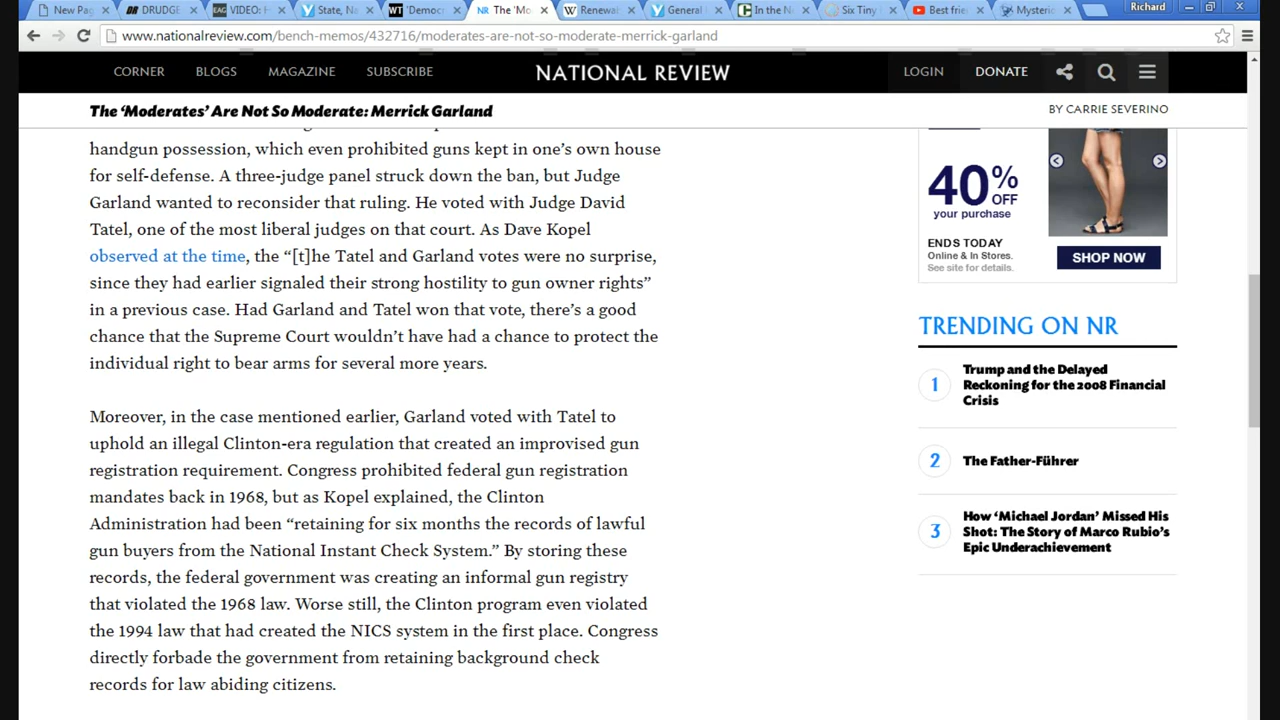 New Pag
DRUDGE
VIDEO: H
State, Na
'Democr
The 'Mo
Renewal
General
In the N
Six Tiny
Best frie
Mysterio
Richard
www.nationalreview.com/bench-memos/432716/moderates-are-not-so-moderate-merrick-garland
CORNER BLOGS MAGAZINE SUBSCRIBE NATIONAL REVIEW LOGIN DONATE
The ‘Moderates’ Are Not So Moderate: Merrick Garland
BY CARRIE SEVERINO
handgun possession, which even prohibited guns kept in one’s own house
for self-defense. A three-judge panel struck down the ban, but Judge
Garland wanted to reconsider that ruling. He voted with Judge David
Tatel, one of the most liberal judges on that court. As Dave Kopel
observed at the time, the “[t]he Tatel and Garland votes were no surprise,
since they had earlier signaled their strong hostility to gun owner rights”
in a previous case. Had Garland and Tatel won that vote, there’s a good
chance that the Supreme Court wouldn’t have had a chance to protect the
individual right to bear arms for several more years.
Moreover, in the case mentioned earlier, Garland voted with Tatel to
uphold an illegal Clinton-era regulation that created an improvised gun
registration requirement. Congress prohibited federal gun registration
mandates back in 1968, but as Kopel explained, the Clinton
Administration had been “retaining for six months the records of lawful
gun buyers from the National Instant Check System.” By storing these
records, the federal government was creating an informal gun registry
that violated the 1968 law. Worse still, the Clinton program even violated
the 1994 law that had created the NICS system in the first place. Congress
directly forbade the government from retaining background check
records for law abiding citizens.
40% OFF
your purchase
ENDS TODAY
Online & In Stores.
See site for details.
SHOP NOW
TRENDING ON NR
1 Trump and the Delayed
Reckoning for the 2008 Financial
Crisis
2 The Father-Führer
3 How ‘Michael Jordan’ Missed His
Shot: The Story of Marco Rubio’s
Epic Underachievement